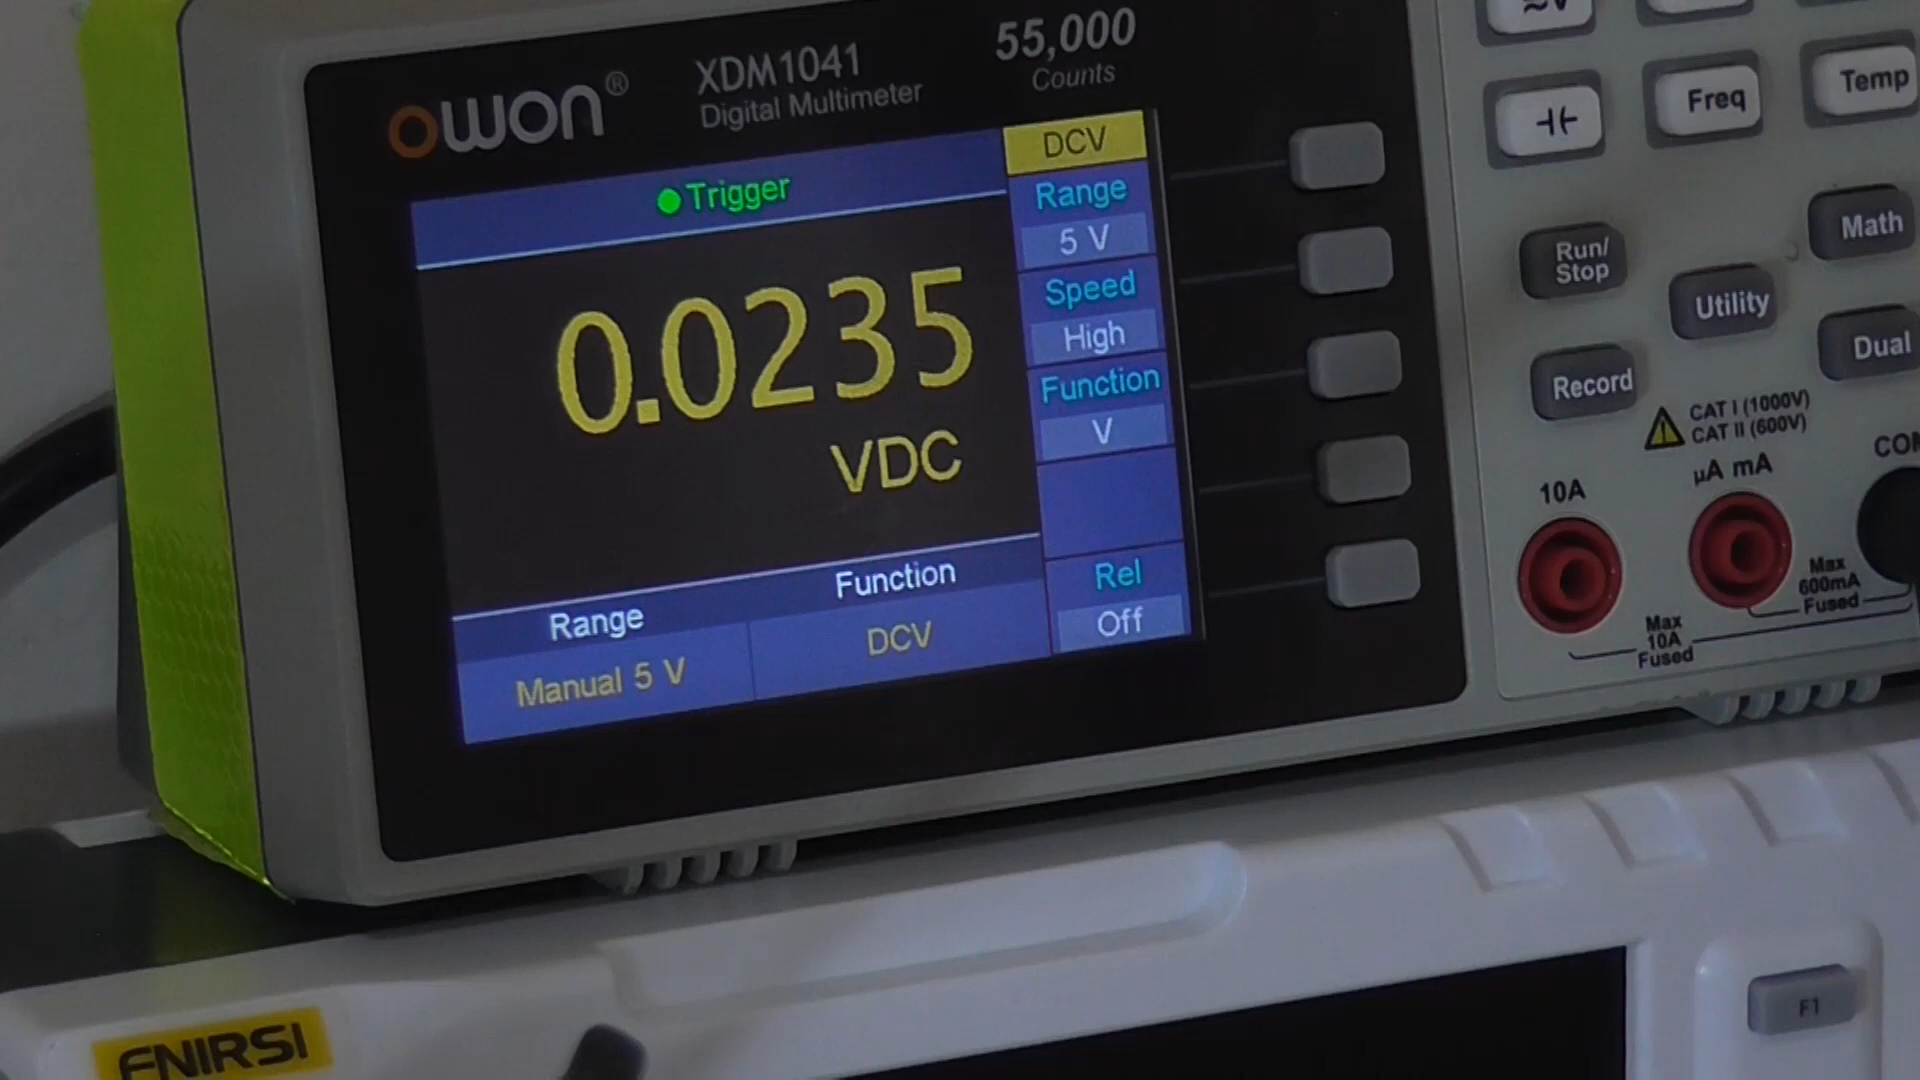 owon®
XDM1041
Digital Multimeter
55,000
Counts
Trigger
0.0235
VDC
Range
Manual 5 V
Function
DCV
DCV
Range
5 V
Speed
High
Function
V
Rel
Off
Freq
Temp
Run/
Stop
Utility
Math
Record
Dual
CAT I (1000V)
CAT II (600V)
10A
µA mA
Max
600mA
Fused
Max
10A
Fused
FNIRSI
F1